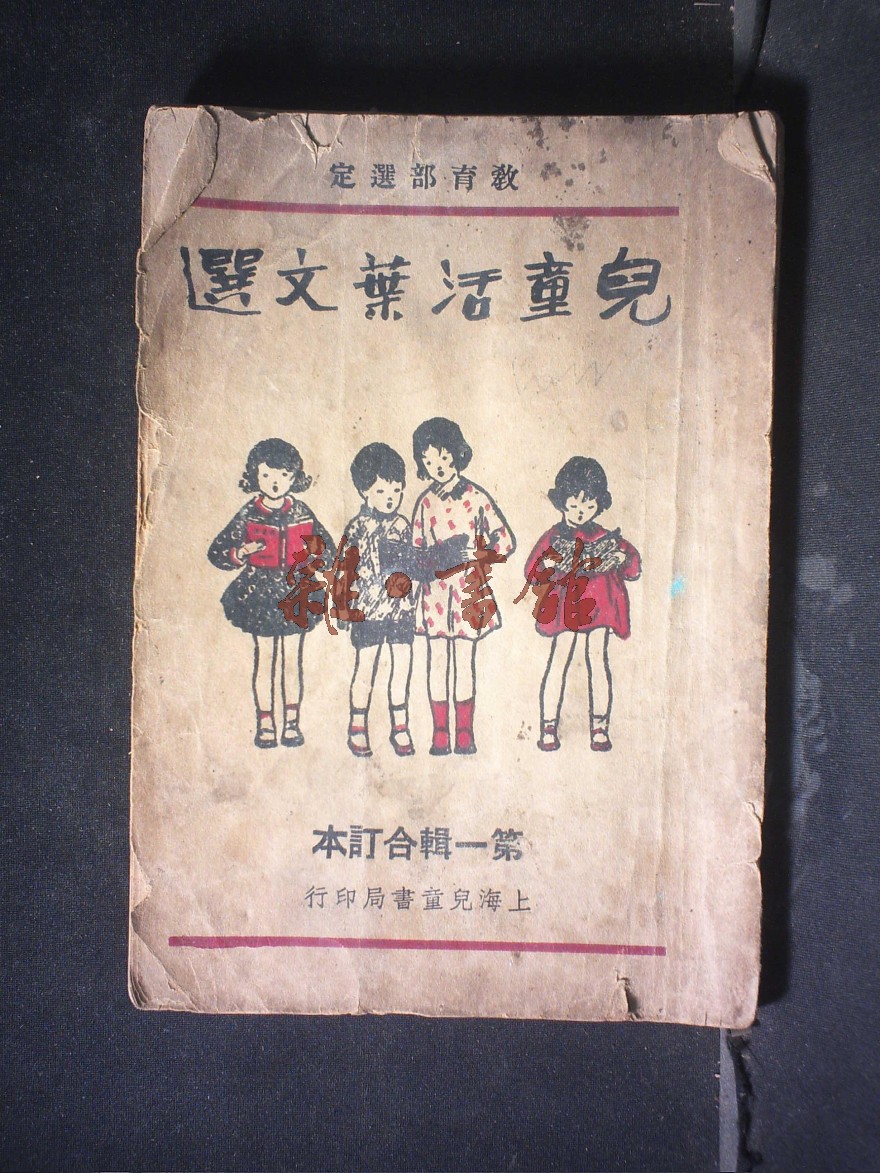 教育部選定
兒童活葉文選
雜·書館
第一輯合訂本
上海兒童書局印行